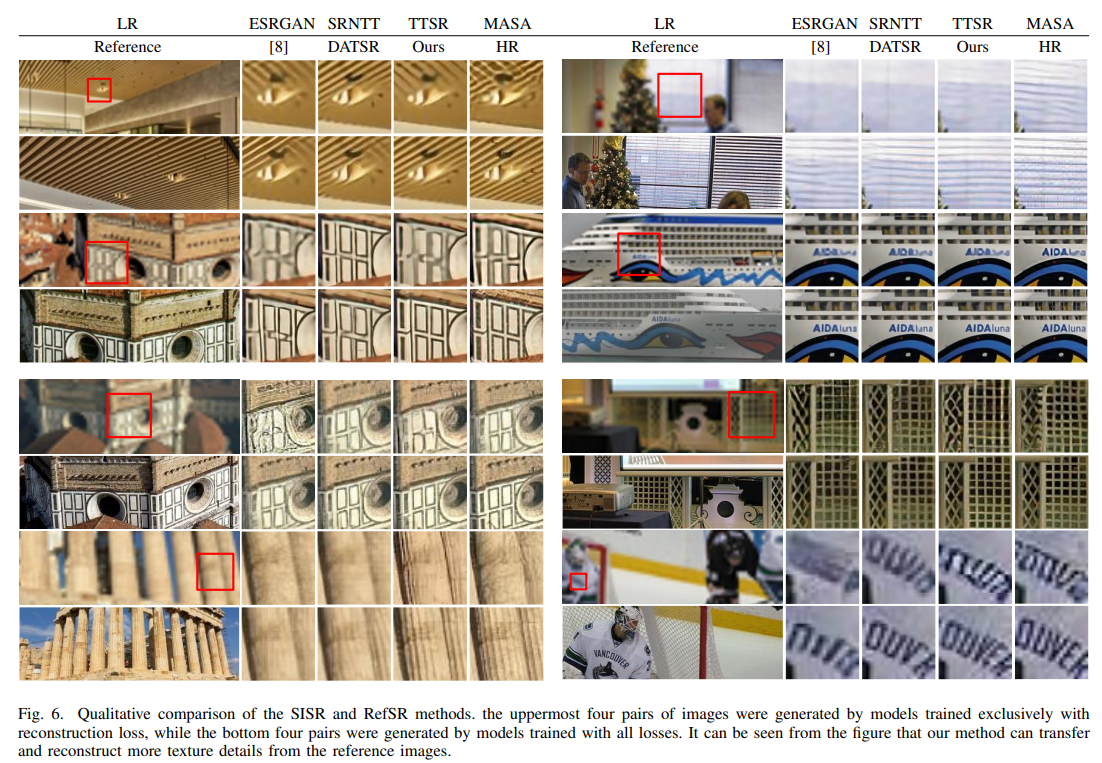 LR ESRGAN SRNTT TTSR MASA LR ESRGAN SRNTT TTSR MASA
Reference [8] DATSR Ours HR Reference [8] DATSR Ours HR
AIDAluna
AIDAluna
AIDAluna AIDAluna AIDAluna AIDAluna
VANCOUVER
Fig. 6. Qualitative comparison of the SISR and RefSR methods. the uppermost four pairs of images were generated by models trained exclusively with
reconstruction loss, while the bottom four pairs were generated by models trained with all losses. It can be seen from the figure that our method can transfer
and reconstruct more texture details from the reference images.